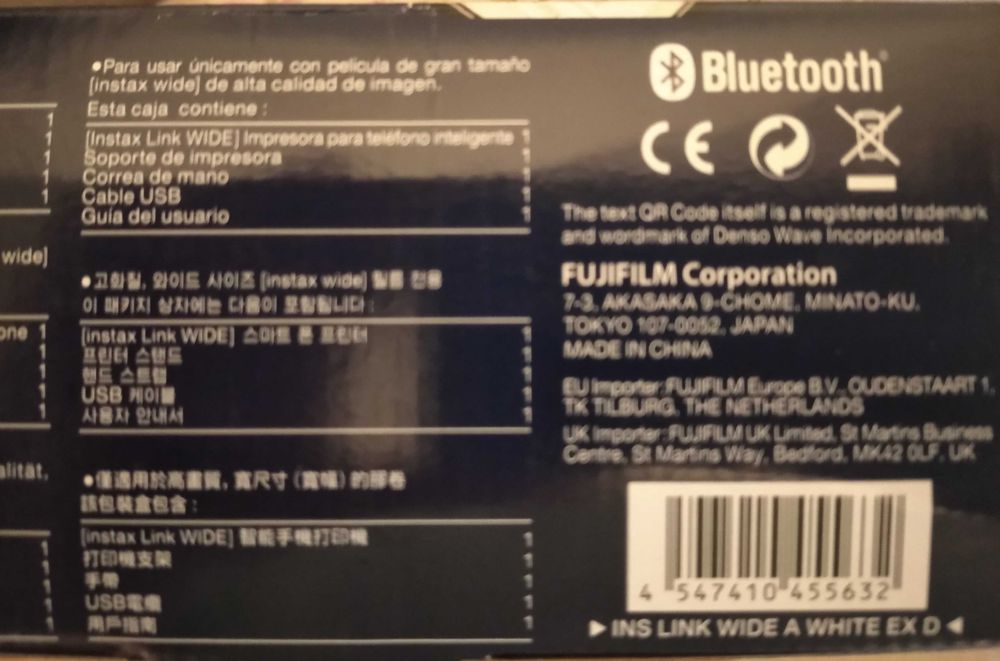 1
1
1
1
wide]
one 1
1
1
1
1
alität.
1
1
1
1
1
●Para usar únicamente con película de gran tamaño
[instax wide] de alta calidad de imagen.
Esta caja contiene :
[Instax Link WIDE] Impresora para teléfono inteligente 1
Soporte de impresora 1
Correa de mano 1
Cable USB 1
Guía del usuario 1
●고화질, 와이드 사이즈 [instax wide] 필름 전용
이 패키지 상자에는 다음이 포함됩니다 :
[instax Link WIDE] 스마트 폰 프린터 1
프린터 스탠드 1
핸드 스트랩 1
USB 케이블 1
사용자 안내서 1
●僅適用於高畫質，寬尺寸（寬幅）的膠卷
該包裝盒包含 :
[instax Link WIDE] 智能手機打印機 1
打印機支架 1
手帶 1
USB電纜 1
用戶指南 1
Bluetooth®
CE
The text QR Code itself is a registered trademark
and wordmark of Denso Wave Incorporated.
FUJIFILM Corporation
7-3, AKASAKA 9-CHOME, MINATO-KU,
TOKYO 107-0052, JAPAN
MADE IN CHINA
EU Importer: FUJIFILM Europe B.V., OUDENSTAART 1,
TK TILBURG, THE NETHERLANDS
UK Importer: FUJIFILM UK Limited, St Martins Business
Centre, St Martins Way, Bedford, MK42 0LF, UK
4 547410 455632
▶ INS LINK WIDE A WHITE EX D ◀